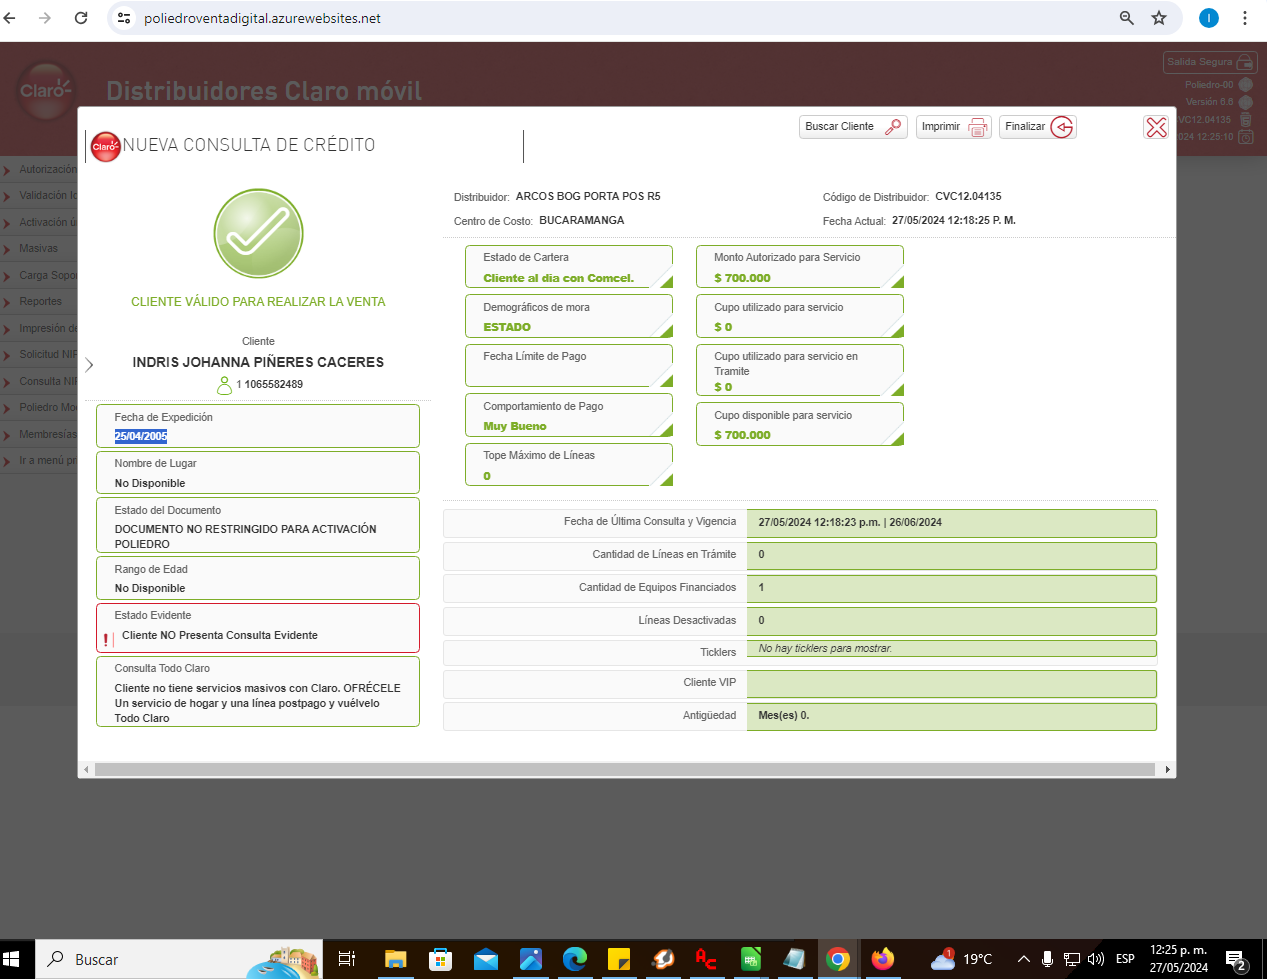 poliedroventadigital.azurewebsites.net
I
Claro
Distribuidores Claro móvil
Salida Segura
Poliedro-00
Versión 6.6
CVC12.04135
2024 12:25:10
Autorización
Validación Id
Activación ú
Masivas
Carga Sopo
Reportes
Impresión de
Solicitud NIP
Consulta NIP
Poliedro Mo
Membresías
Ir a menú pr
Claro
NUEVA CONSULTA DE CRÉDITO
Buscar Cliente
Imprimir
Finalizar
CLIENTE VÁLIDO PARA REALIZAR LA VENTA
Cliente
INDRIS JOHANNA PIÑERES CACERES
1 1065582489
Fecha de Expedición
25/04/2005
Nombre de Lugar
No Disponible
Estado del Documento
DOCUMENTO NO RESTRINGIDO PARA ACTIVACIÓN
POLIEDRO
Rango de Edad
No Disponible
Estado Evidente
! Cliente NO Presenta Consulta Evidente
Consulta Todo Claro
Cliente no tiene servicios masivos con Claro. OFRÉCELE
Un servicio de hogar y una línea postpago y vuélvelo
Todo Claro
Distribuidor: ARCOS BOG PORTA POS R5
Código de Distribuidor: CVC12.04135
Centro de Costo: BUCARAMANGA
Fecha Actual: 27/05/2024 12:18:25 P. M.
Estado de Cartera
Cliente al dia con Comcel.
Demográficos de mora
ESTADO
Fecha Límite de Pago
Comportamiento de Pago
Muy Bueno
Tope Máximo de Líneas
0
Monto Autorizado para Servicio
$ 700.000
Cupo utilizado para servicio
$ 0
Cupo utilizado para servicio en
Tramite
$ 0
Cupo disponible para servicio
$ 700.000
Fecha de Última Consulta y Vigencia 27/05/2024 12:18:23 p.m. | 26/06/2024
Cantidad de Líneas en Trámite 0
Cantidad de Equipos Financiados 1
Líneas Desactivadas 0
Ticklers No hay ticklers para mostrar.
Cliente VIP
Antigüedad Mes(es) 0.
Buscar
1
19°C
ESP
12:25 p. m.
27/05/2024
2